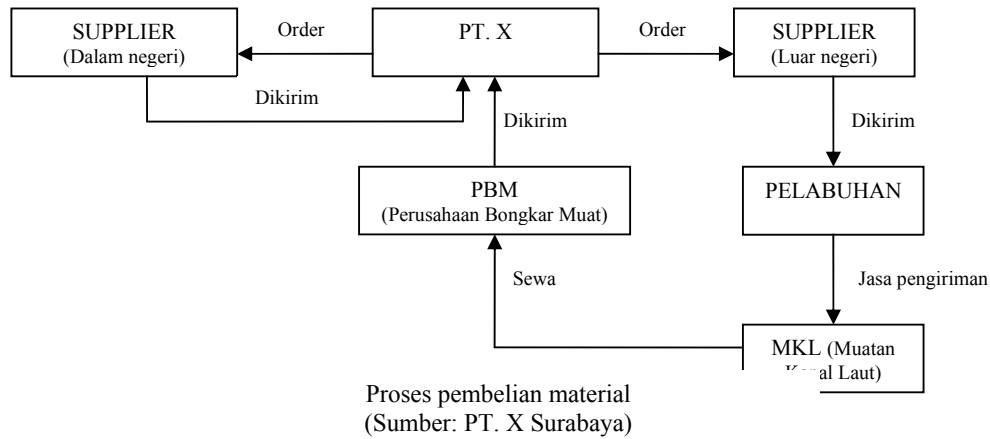 SUPPLIER
(Dalam negeri)
Order
PT. X
Order
SUPPLIER
(Luar negeri)
Dikirim
Dikirim
Dikirim
PBM
(Perusahaan Bongkar Muat)
PELABUHAN
Sewa
Jasa pengiriman
MKL (Muatan
Laut)
Proses pembelian material
(Sumber: PT. X Surabaya)